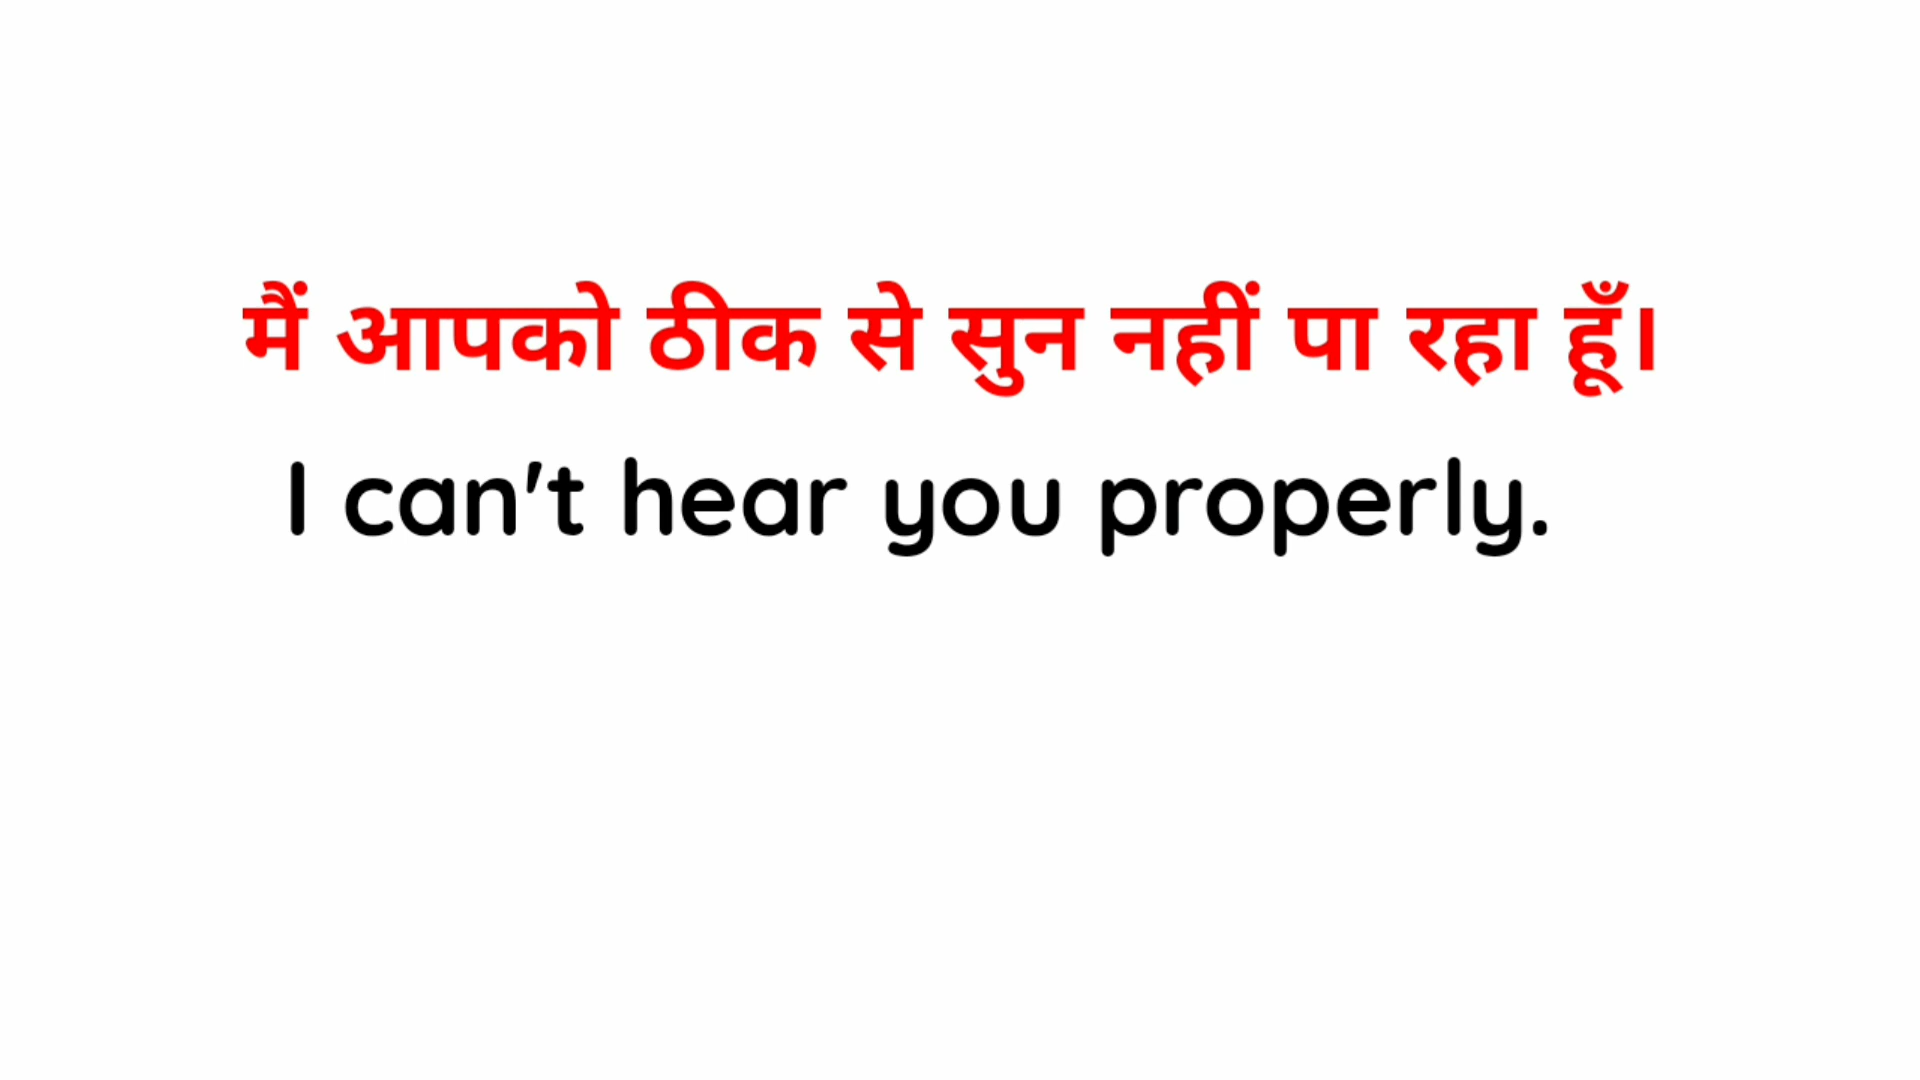 मैं आपको ठीक से सुन नहीं पा रहा हूँ।
I can't hear you properly.